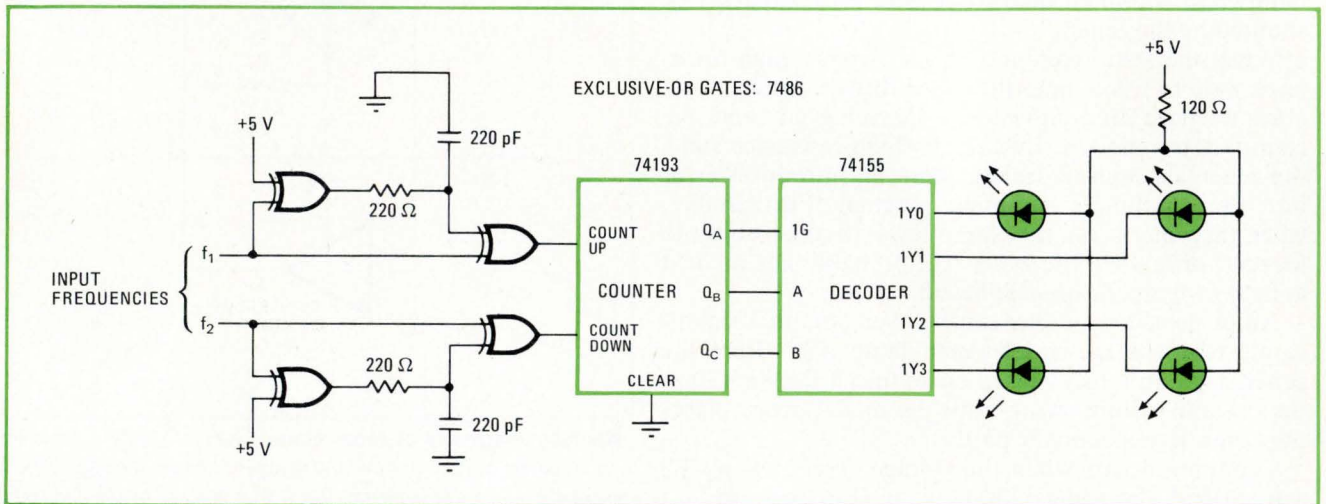 +5 V
EXCLUSIVE-OR GATES: 7486
120 Ω
+5 V
220 pF
74193
74155
220 Ω
COUNT
UP
QA
1G
1Y0
f1
1Y1
INPUT
FREQUENCIES
COUNTER
QB
A
DECODER
f2
1Y2
COUNT
DOWN
QC
B
220 Ω
1Y3
CLEAR
220 pF
+5 V